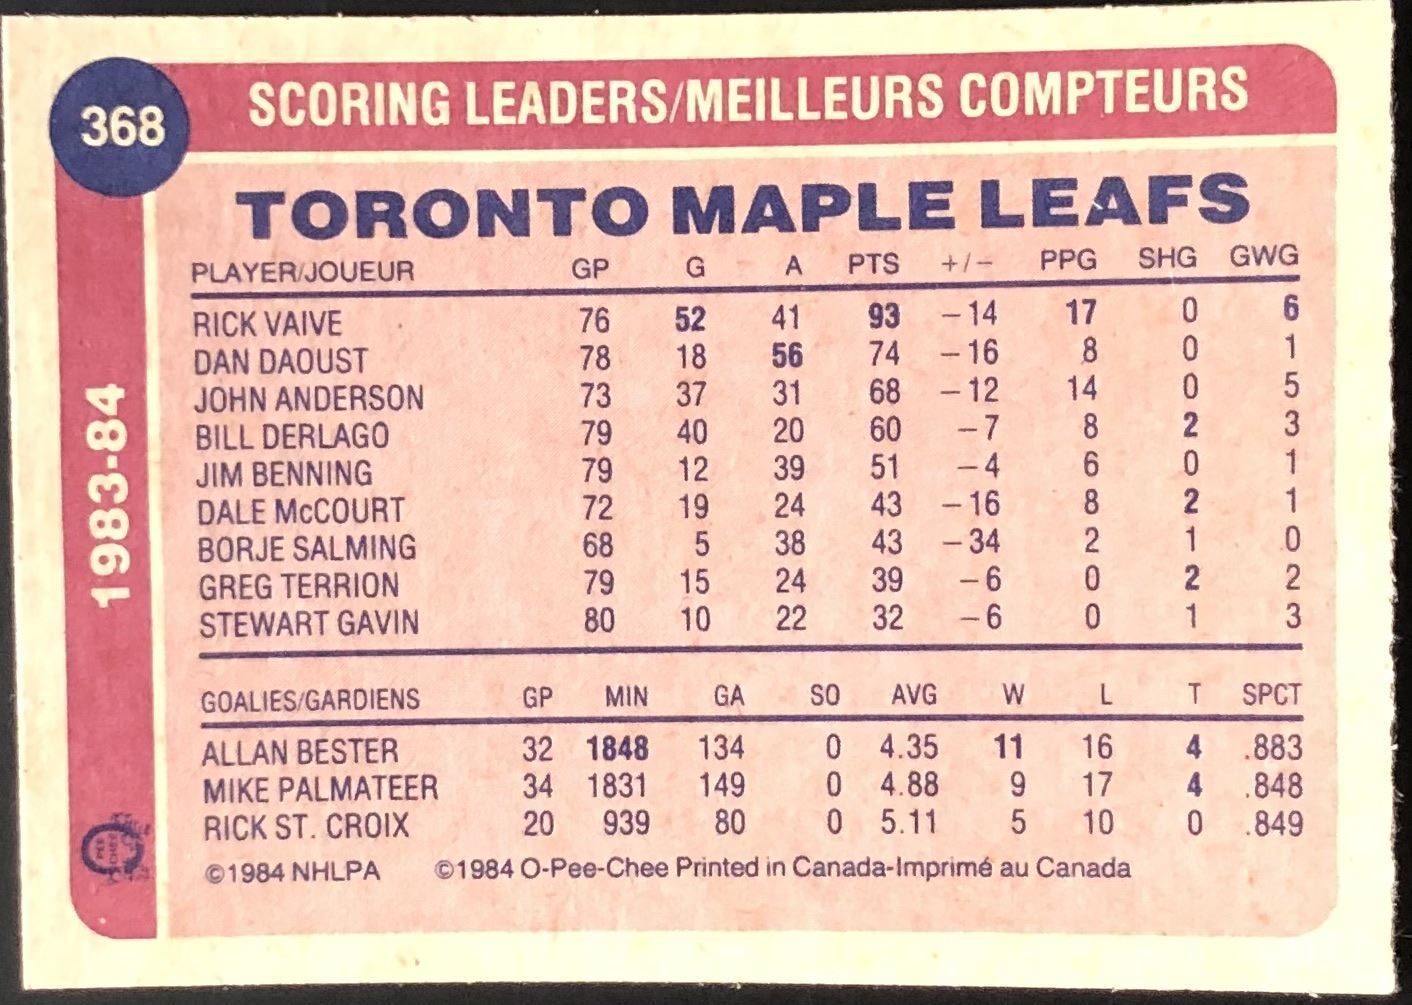 368
SCORING LEADERS/MEILLEURS COMPTEURS
TORONTO MAPLE LEAFS
PLAYER/JOUEUR GP G A PTS +/− PPG SHG GWG
RICK VAIVE 76 52 41 93 −14 17 0 6
DAN DAOUST 78 18 56 74 −16 8 0 1
JOHN ANDERSON 73 37 31 68 −12 14 0 5
BILL DERLAGO 79 40 20 60 −7 8 2 3
JIM BENNING 79 12 39 51 −4 6 0 1
DALE McCOURT 72 19 24 43 −16 8 2 1
BORJE SALMING 68 5 38 43 −34 2 1 0
GREG TERRION 79 15 24 39 −6 0 2 2
STEWART GAVIN 80 10 22 32 −6 0 1 3
GOALIES/GARDIENS GP MIN GA SO AVG W L T SPCT
ALLAN BESTER 32 1848 134 0 4.35 11 16 4 .883
MIKE PALMATEER 34 1831 149 0 4.88 9 17 4 .848
RICK ST. CROIX 20 939 80 0 5.11 5 10 0 .849
©1984 NHLPA ©1984 O-Pee-Chee Printed in Canada-Imprimé au Canada
1983-84